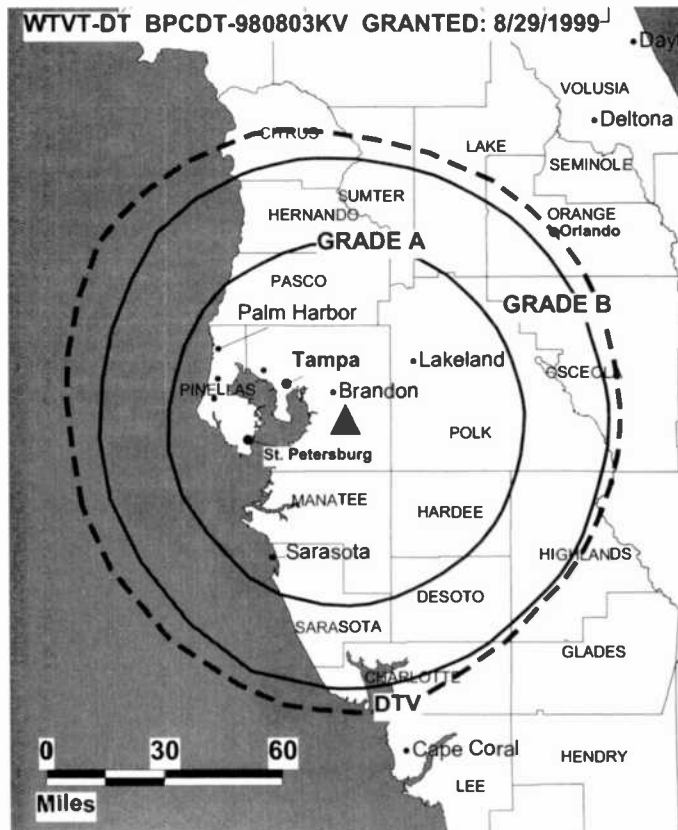 WTVT-DT BPCDT-980803KV GRANTED: 8/29/1999
VOLUSIA
Deltona
CITRUS
LAKE
SEMINOLE
SUMTER
HERNANDO
ORANGE
Orlando
GRADE A
PASCO
GRADE B
Palm Harbor
Tampa
Lakeland
OSCEOLA
PINELLAS
Brandon
POLK
St. Petersburg
MANATEE
HARDEE
Sarasota
HIGHLANDS
DESOTO
SARASOTA
GLADES
CHARLOTTE
DTV
0 30 60
Cape Coral
HENDRY
LEE
Miles